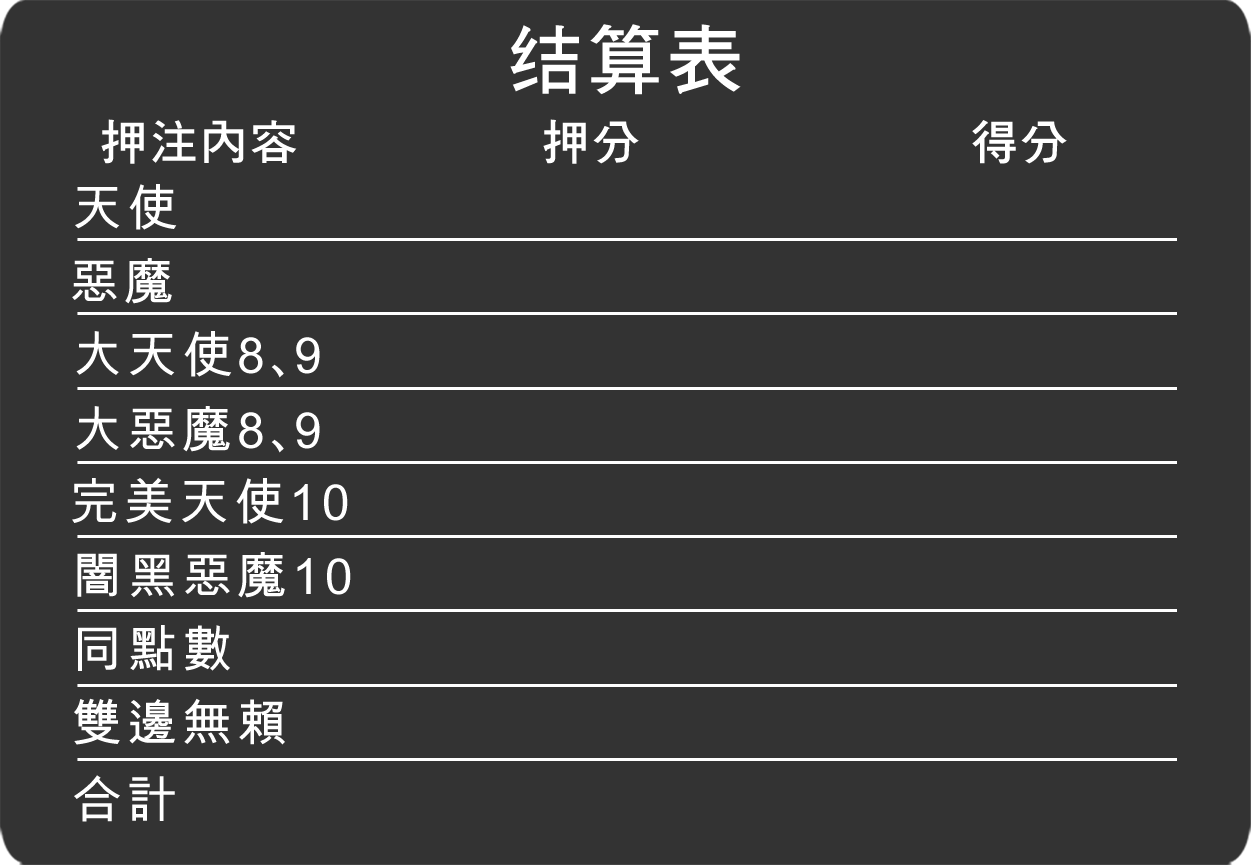 结算表
押注內容 押分 得分
天使
惡魔
大天使8、9
大惡魔8、9
完美天使10
闇黑惡魔10
同點數
雙邊無賴
合計